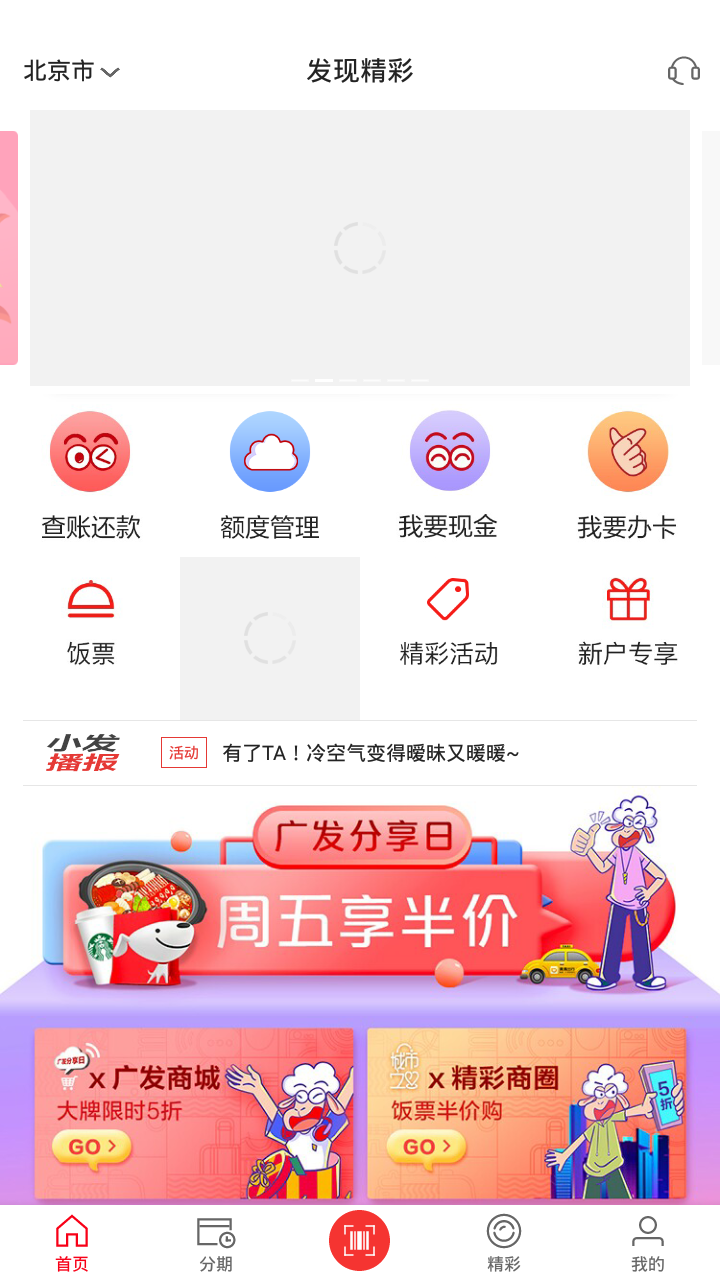 北京市
发现精彩
查账还款
额度管理
我要现金
我要办卡
饭票
精彩活动
新户专享
小发播报
活动
有了TA！冷空气变得暧昧又暖暖~
广发分享日
周五享半价
广发分享日
x 广发商城
大牌限时5折
GO >
城市之心
x 精彩商圈
饭票半价购
GO >
5折
首页
分期
精彩
我的